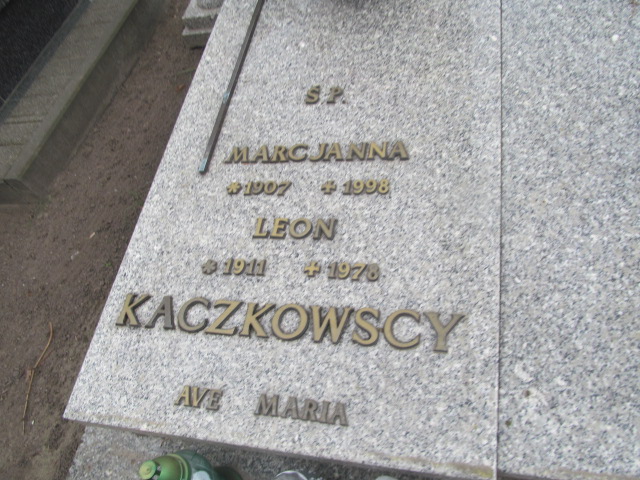 Ś.P.
MARCJANNA
*1907 +1998
LEON
*1911 +1978
KACZKOWSCY
AVE MARIA